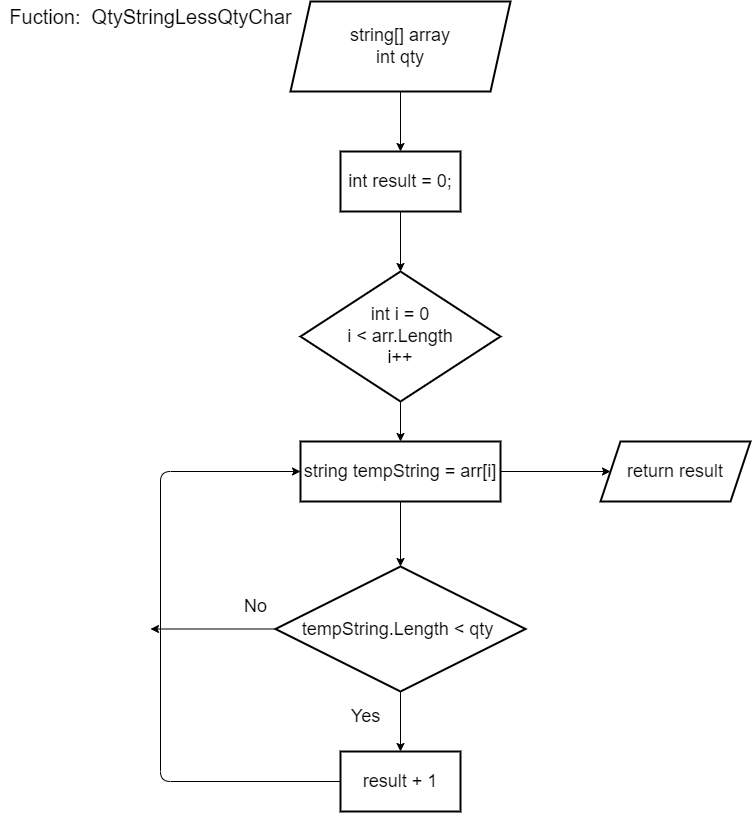 Fuction: QtyStringLessQtyChar
string[] array
int qty
int result = 0;
int i = 0
i < arr.Length
i++
string tempString = arr[i]
return result
No
tempString.Length < qty
Yes
result + 1